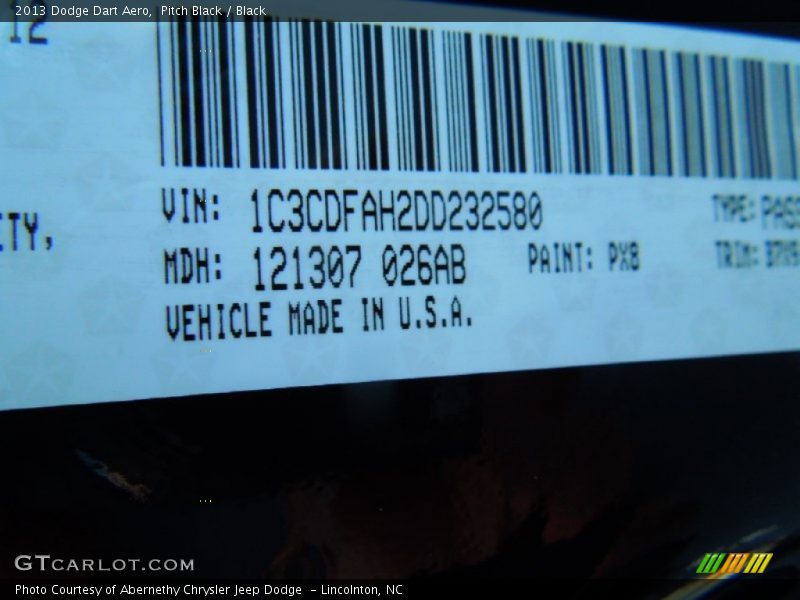 2013 Dodge Dart Aero, Pitch Black / Black
12
VIN: 1C3CDFAH2DD232580 TYPE: PASS
ITY,
MDH: 121307 026AB PAINT: PX8 TRIM:
VEHICLE MADE IN U.S.A.
GTCARLOT.COM
Photo Courtesy of Abernethy Chrysler Jeep Dodge - Lincolnton, NC